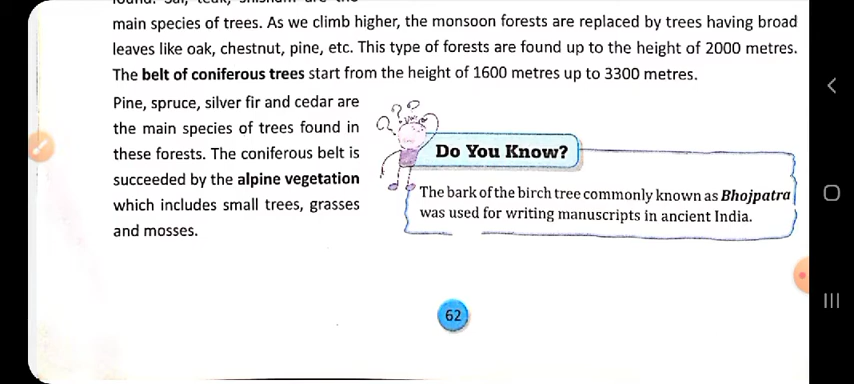 main species of trees. As we climb higher, the monsoon forests are replaced by trees having broad
leaves like oak, chestnut, pine, etc. This type of forests are found up to the height of 2000 metres.
The belt of coniferous trees start from the height of 1600 metres up to 3300 metres.
Pine, spruce, silver fir and cedar are
the main species of trees found in
these forests. The coniferous belt is
succeeded by the alpine vegetation
which includes small trees, grasses
and mosses.
???
Do You Know?
The bark of the birch tree commonly known as Bhojpatra
was used for writing manuscripts in ancient India.
62